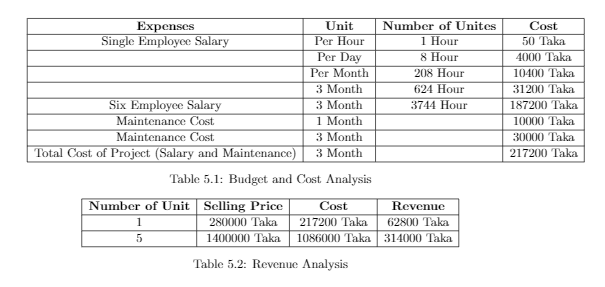 Expenses Unit Number of Unites Cost
Single Employee Salary Per Hour 1 Hour 50 Taka
Per Day 8 Hour 4000 Taka
Per Month 208 Hour 10400 Taka
3 Month 624 Hour 31200 Taka
Six Employee Salary 3 Month 3744 Hour 187200 Taka
Maintenance Cost 1 Month 10000 Taka
Maintenance Cost 3 Month 30000 Taka
Total Cost of Project (Salary and Maintenance) 3 Month 217200 Taka
Table 5.1: Budget and Cost Analysis
Number of Unit Selling Price Cost Revenue
1 280000 Taka 217200 Taka 62800 Taka
5 1400000 Taka 1086000 Taka 314000 Taka
Table 5.2: Revenue Analysis